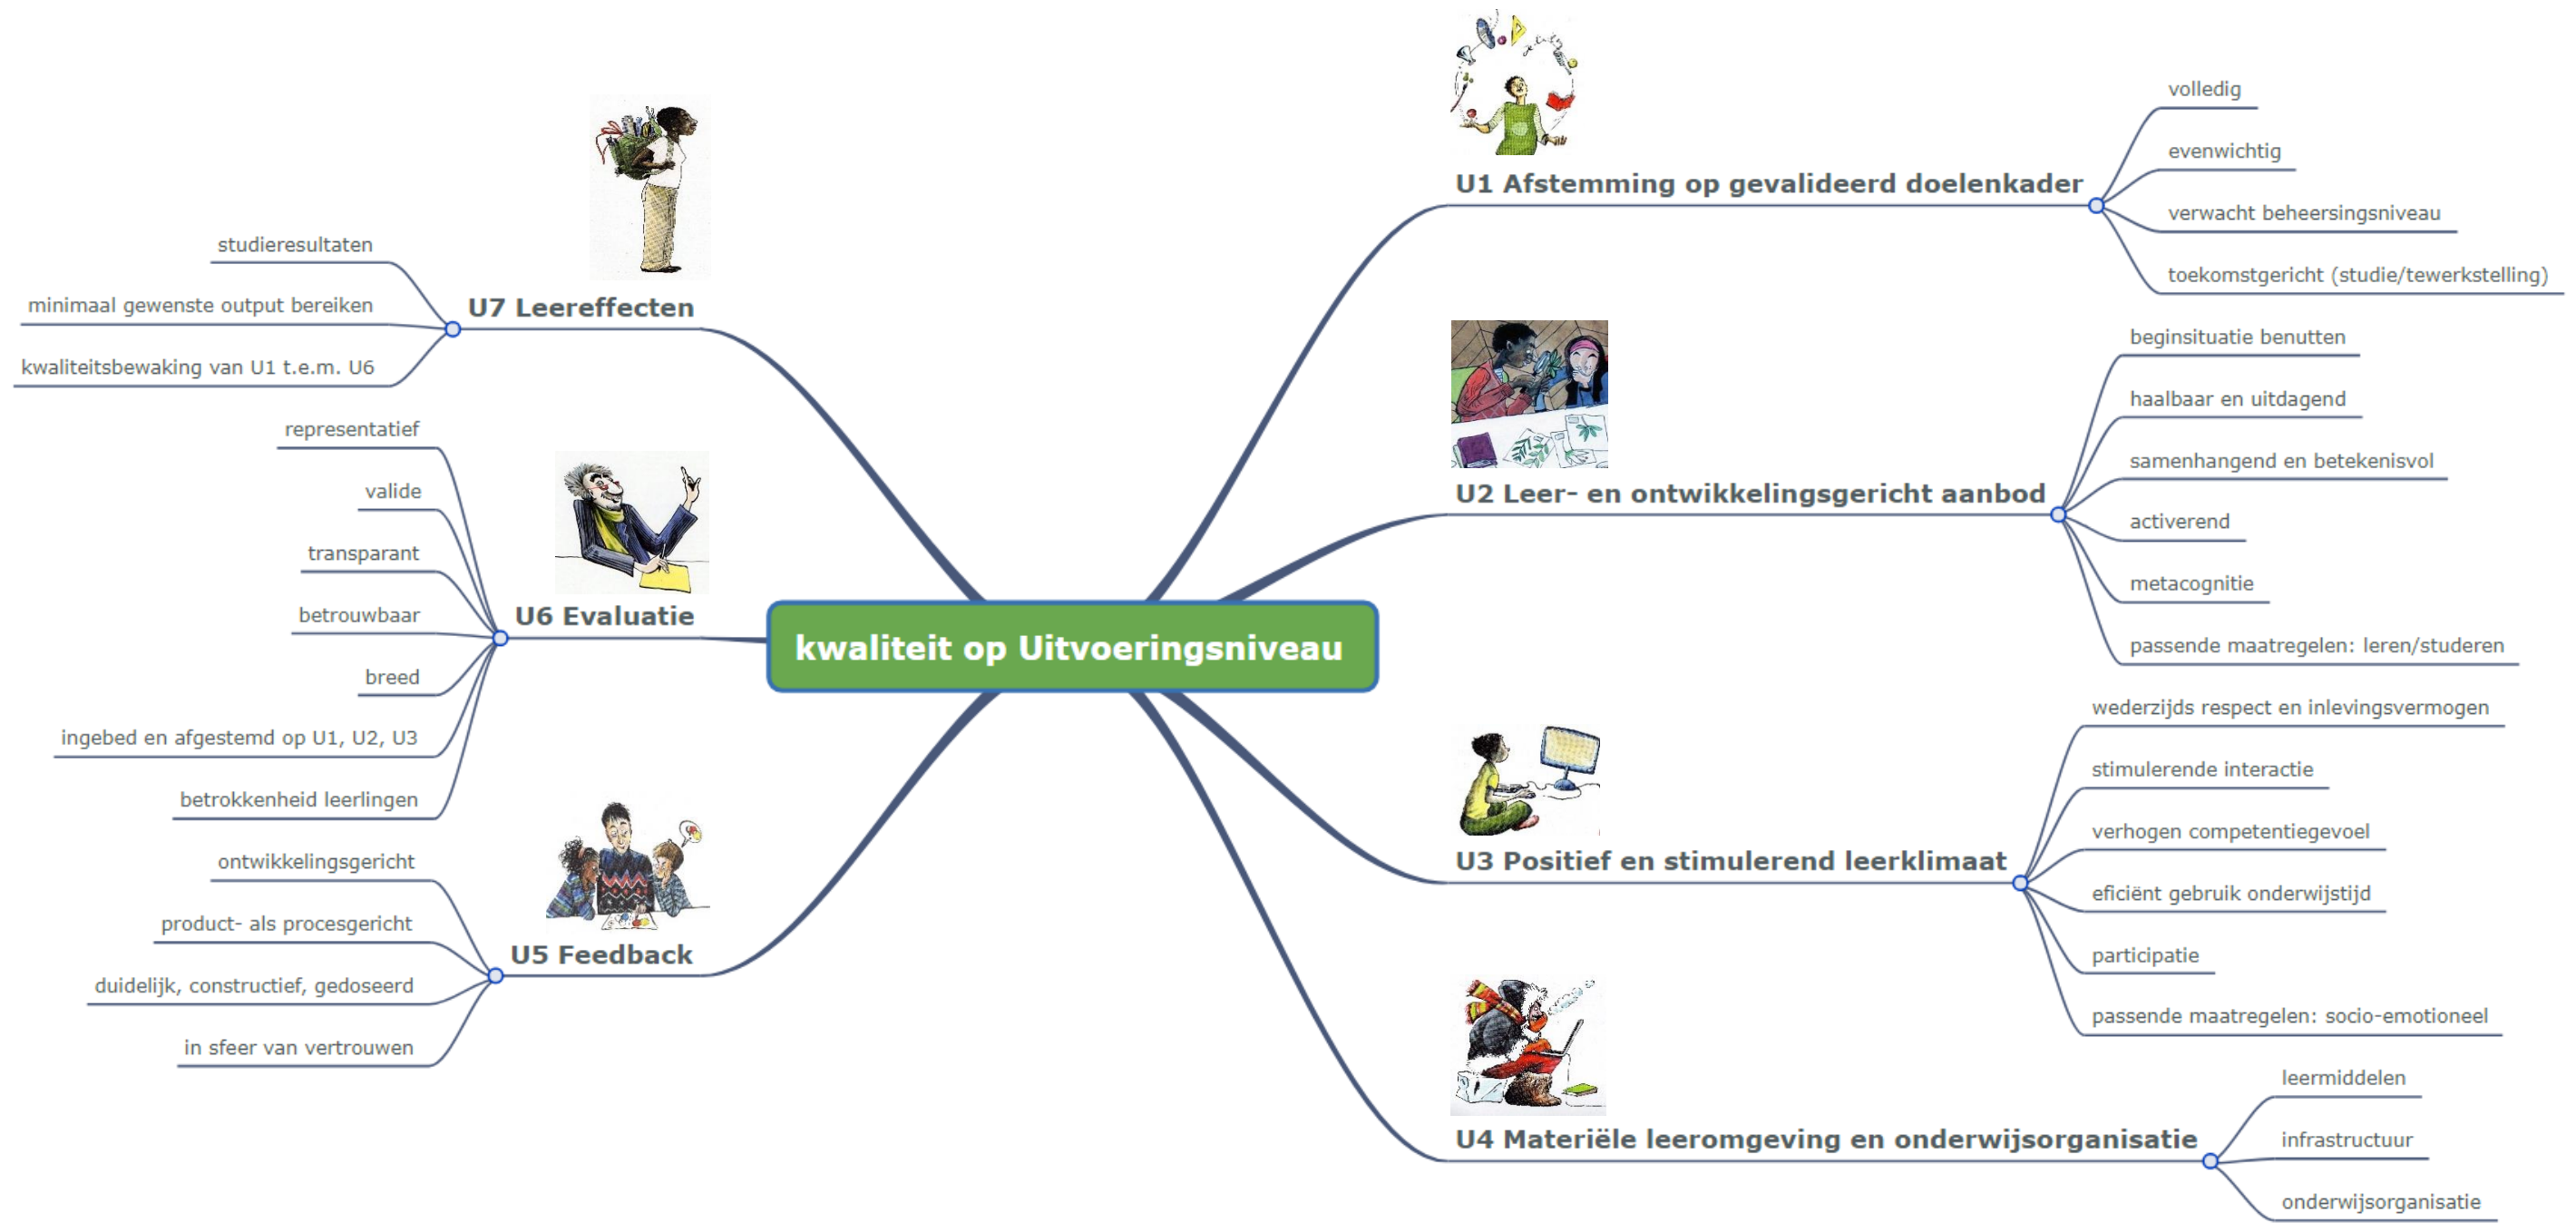 kwaliteit op Uitvoeringsniveau
U1 Afstemming op gevalideerd doelenkader
volledig
evenwichtig
verwacht beheersingsniveau
toekomstgericht (studie/tewerkstelling)
U2 Leer- en ontwikkelingsgericht aanbod
beginsituatie benutten
haalbaar en uitdagend
samenhangend en betekenisvol
activerend
metacognitie
passende maatregelen: leren/studeren
U3 Positief en stimulerend leerklimaat
wederzijds respect en inlevingsvermogen
stimulerende interactie
verhogen competentiegevoel
eficiënt gebruik onderwijstijd
participatie
passende maatregelen: socio-emotioneel
U4 Materiële leeromgeving en onderwijsorganisatie
leermiddelen
infrastructuur
onderwijsorganisatie
U5 Feedback
ontwikkelingsgericht
product- als procesgericht
duidelijk, constructief, gedoseerd
in sfeer van vertrouwen
U6 Evaluatie
representatief
valide
transparant
betrouwbaar
breed
ingebed en afgestemd op U1, U2, U3
betrokkenheid leerlingen
U7 Leereffecten
studieresultaten
minimaal gewenste output bereiken
kwaliteitsbewaking van U1 t.e.m. U6